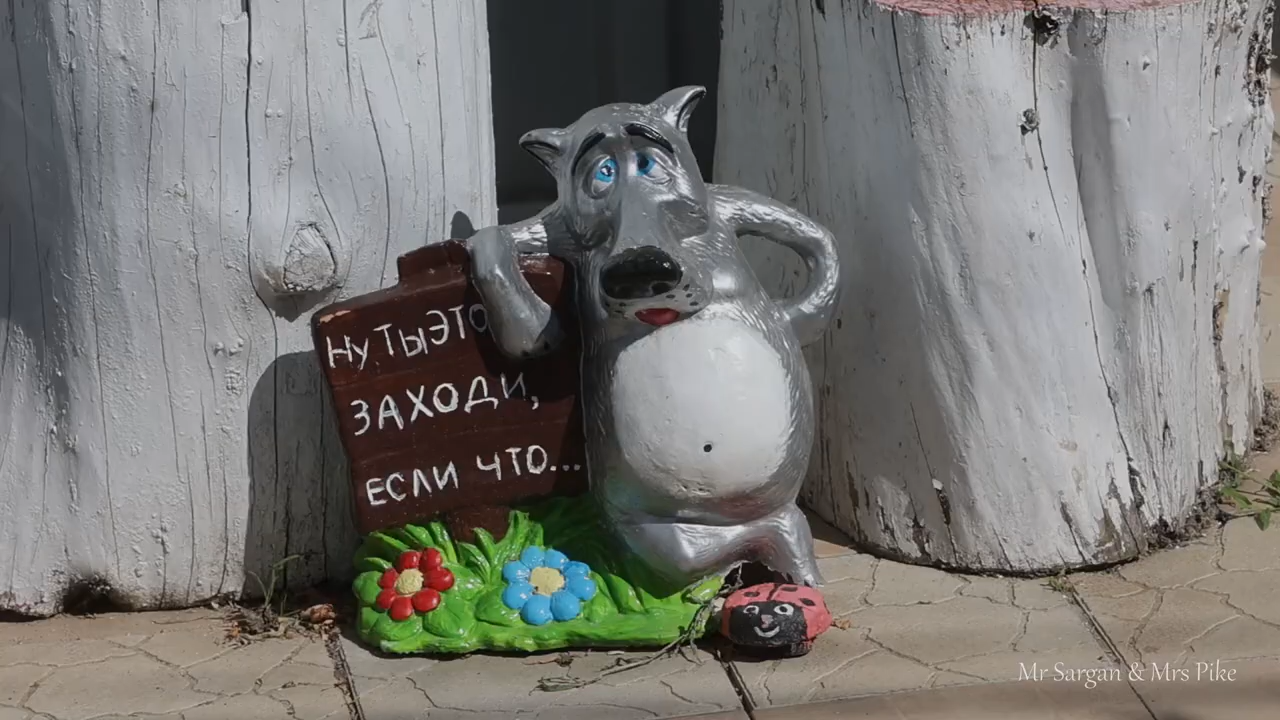 Ну Ты ЭТО
ЗАХОДИ,
ЕСЛИ ЧТО...
Mr Sargan & Mrs Pike